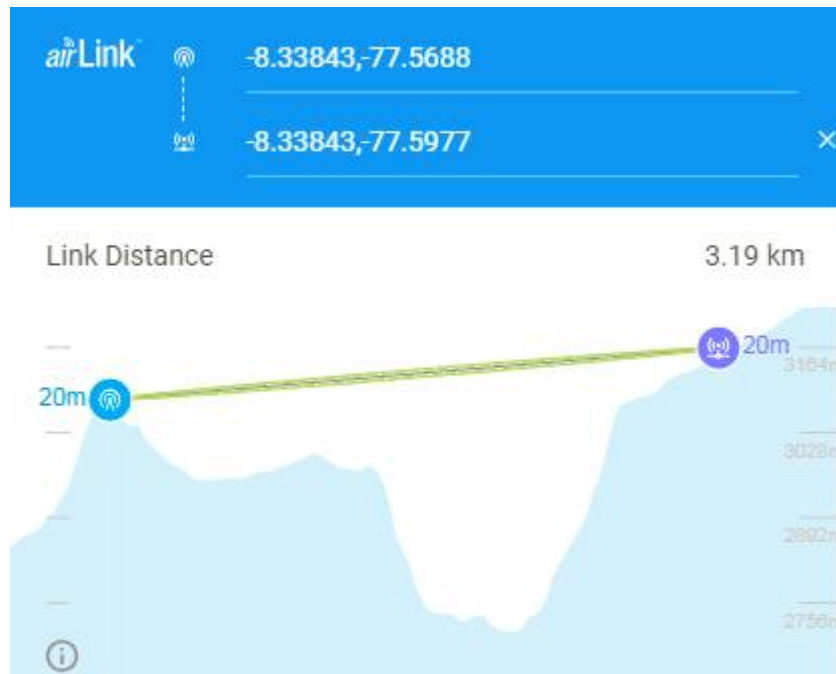 airLink
-8.33843,-77.5688
-8.33843,-77.5977
Link Distance 3.19 km
20m
20m
3164m
3028m
2892m
2756m